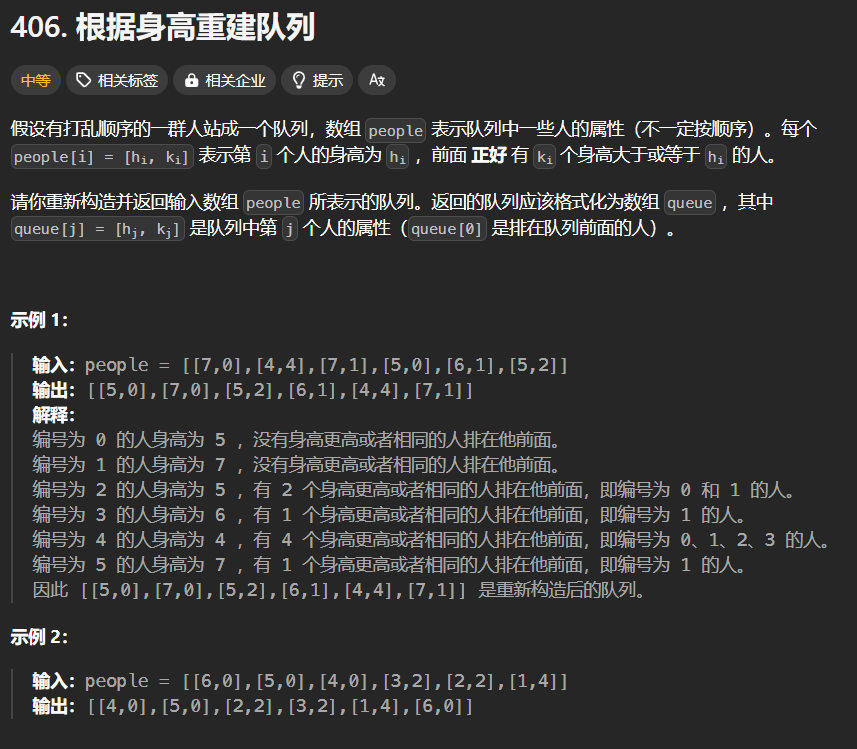 406. 根据身高重建队列
中等 相关标签 相关企业 提示 Aあ
假设有打乱顺序的一群人站成一个队列，数组 people 表示队列中一些人的属性（不一定按顺序）。每个
people[i] = [hi, ki] 表示第 i 个人的身高为 hi ，前面 正好 有 ki 个身高大于或等于 hi 的人。
请你重新构造并返回输入数组 people 所表示的队列。返回的队列应该格式化为数组 queue ，其中
queue[j] = [hj, kj] 是队列中第 j 个人的属性（queue[0] 是排在队列前面的人）。
示例 1：
输入：people = [[7,0],[4,4],[7,1],[5,0],[6,1],[5,2]]
输出：[[5,0],[7,0],[5,2],[6,1],[4,4],[7,1]]
解释：
编号为 0 的人身高为 5 ，没有身高更高或者相同的人排在他前面。
编号为 1 的人身高为 7 ，没有身高更高或者相同的人排在他前面。
编号为 2 的人身高为 5 ，有 2 个身高更高或者相同的人排在他前面，即编号为 0 和 1 的人。
编号为 3 的人身高为 6 ，有 1 个身高更高或者相同的人排在他前面，即编号为 1 的人。
编号为 4 的人身高为 4 ，有 4 个身高更高或者相同的人排在他前面，即编号为 0、1、2、3 的人。
编号为 5 的人身高为 7 ，有 1 个身高更高或者相同的人排在他前面，即编号为 1 的人。
因此 [[5,0],[7,0],[5,2],[6,1],[4,4],[7,1]] 是重新构造后的队列。
示例 2：
输入：people = [[6,0],[5,0],[4,0],[3,2],[2,2],[1,4]]
输出：[[4,0],[5,0],[2,2],[3,2],[1,4],[6,0]]